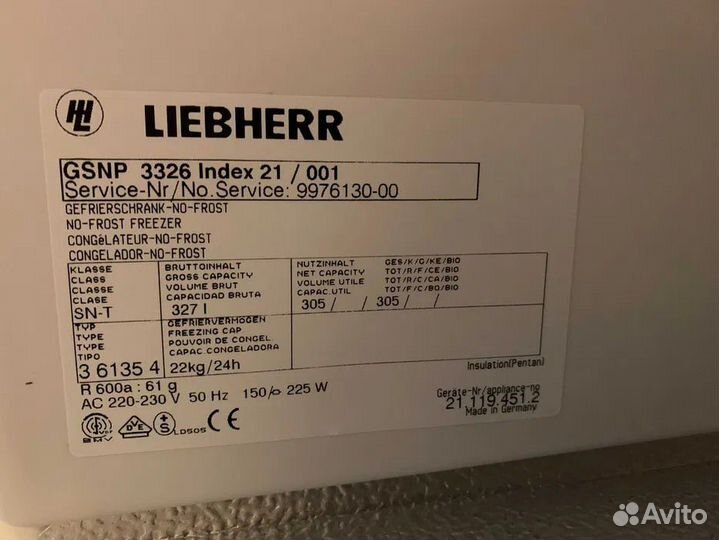 LIEBHERR
GSNP 3326 Index 21 / 001
Service-Nr/No.Service: 9976130-00
GEFRIERSCHRANK-NO-FROST
NO-FROST FREEZER
CONGÉLATEUR-NO-FROST
CONGELADOR-NO-FROST
KLASSE
CLASS
CLASSE
CLASE
SN-T
BRUTTOINHALT
GROSS CAPACITY
VOLUME BRUT
CAPACIDAD BRUTA
327 l
NUTZINHALT GES/K/G/KE/BIO
NET CAPACITY TOT/R/F/CE/BIO
VOLUME UTILE TOT/R/C/CA/BIO
CAPAC.UTIL TOT/F/C/BO/BIO
305/ / 305/ /
TYP
TYPE
TYPE
TIPO
3 6135 4
GEFRIERVERMÖGEN
FREEZING CAP
POUVOIR DE CONGEL.
CAPAC CONGELADORA
22kg/24h
Insulation(Pentan)
R 600a: 61 g
AC 220-230 V 50 Hz 150/ 225 W
Geräte-Nr/appliance-no
21.119.451.2
Made in Germany
DVE S LD505 CE
Avito